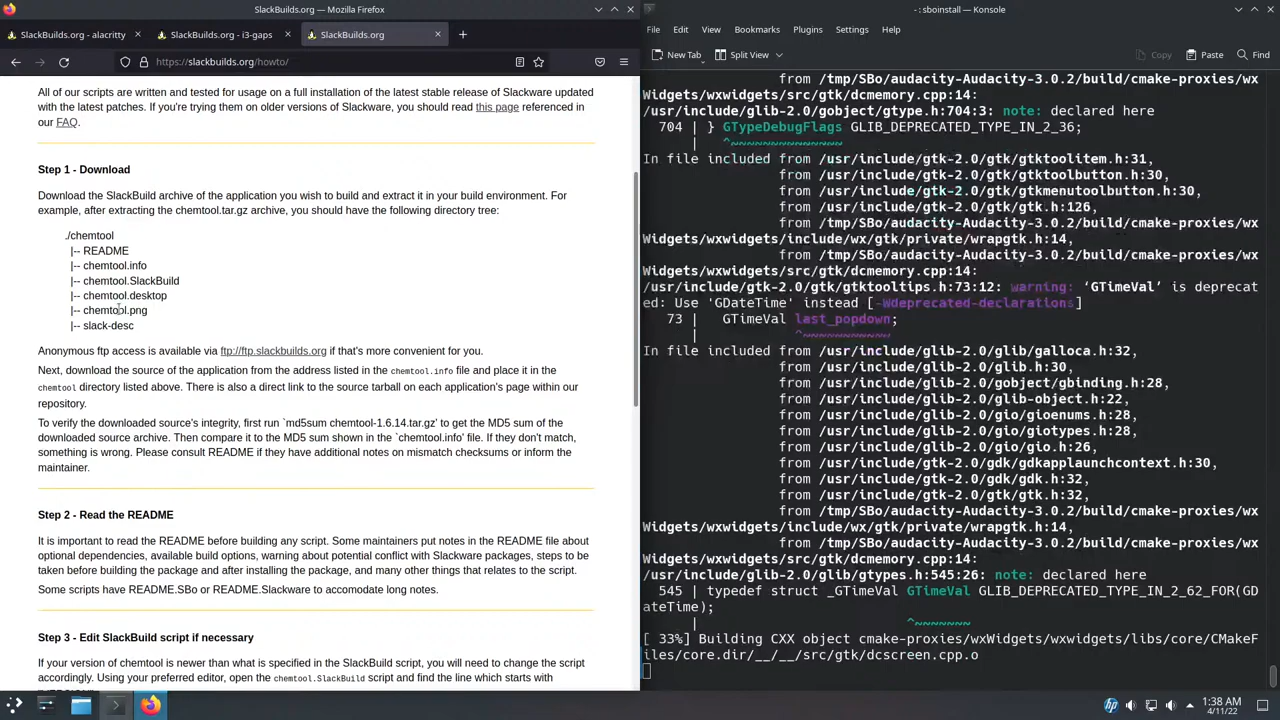 SlackBuilds.org — Mozilla Firefox
SlackBuilds.org - alacritty
SlackBuilds.org - i3-gaps
SlackBuilds.org
https://slackbuilds.org/howto/
All of our scripts are written and tested for usage on a full installation of the latest stable release of Slackware updated
with the latest patches. If you're trying them on older versions of Slackware, you should read this page referenced in
our FAQ.
Step 1 - Download
Download the SlackBuild archive of the application you wish to build and extract it in your build environment. For
example, after extracting the chemtool.tar.gz archive, you should have the following directory tree:
./chemtool
|-- README
|-- chemtool.info
|-- chemtool.SlackBuild
|-- chemtool.desktop
|-- chemtool.png
|-- slack-desc
Anonymous ftp access is available via ftp://ftp.slackbuilds.org if that's more convenient for you.
Next, download the source of the application from the address listed in the chemtool.info file and place it in the
chemtool directory listed above. There is also a direct link to the source tarball on each application's page within our
repository.
To verify the downloaded source's integrity, first run `md5sum chemtool-1.6.14.tar.gz' to get the MD5 sum of the
downloaded source archive. Then compare it to the MD5 sum shown in the `chemtool.info' file. If they don't match,
something is wrong. Please consult README if they have additional notes on mismatch checksums or inform the
maintainer.
Step 2 - Read the README
It is important to read the README before building any script. Some maintainers put notes in the README file about
optional dependencies, available build options, warning about potential conflict with Slackware packages, steps to be
taken before building the package and after installing the package, and many other things that relates to the script.
Some scripts have README.SBo or README.Slackware to accomodate long notes.
Step 3 - Edit SlackBuild script if necessary
If your version of chemtool is newer than what is specified in the SlackBuild script, you will need to change the script
accordingly. Using your preferred editor, open the chemtool.SlackBuild script and find the line which starts with
- : sboinstall — Konsole
File Edit View Bookmarks Plugins Settings Help
New Tab Split View Copy Paste Find
from /tmp/SBo/audacity-Audacity-3.0.2/build/cmake-proxies/wx
Widgets/wxwidgets/src/gtk/dcmemory.cpp:14:
/usr/include/glib-2.0/gobject/gtype.h:704:3: note: declared here
704 | } GTypeDebugFlags GLIB_DEPRECATED_TYPE_IN_2_36;
| ^~~~~~~~~~~~~~~
In file included from /usr/include/gtk-2.0/gtk/gtktoolitem.h:31,
from /usr/include/gtk-2.0/gtk/gtktoolbutton.h:30,
from /usr/include/gtk-2.0/gtk/gtkmenutoolbutton.h:30,
from /usr/include/gtk-2.0/gtk/gtk.h:126,
from /tmp/SBo/audacity-Audacity-3.0.2/build/cmake-proxies/wx
Widgets/wxwidgets/include/wx/gtk/private/wrapgtk.h:14,
from /tmp/SBo/audacity-Audacity-3.0.2/build/cmake-proxies/wx
Widgets/wxwidgets/src/gtk/dcmemory.cpp:14:
/usr/include/gtk-2.0/gtk/gtktooltips.h:73:12: warning: ‘GTimeVal’ is deprecat
ed: Use 'GDateTime' instead [-Wdeprecated-declarations]
73 | GTimeVal last_popdown;
| ^~~~~~~~~~~~
In file included from /usr/include/glib-2.0/glib/galloca.h:32,
from /usr/include/glib-2.0/glib.h:30,
from /usr/include/glib-2.0/gobject/gbinding.h:28,
from /usr/include/glib-2.0/glib-object.h:22,
from /usr/include/glib-2.0/gio/gioenums.h:28,
from /usr/include/glib-2.0/gio/giotypes.h:28,
from /usr/include/glib-2.0/gio/gio.h:26,
from /usr/include/gtk-2.0/gdk/gdkapplaunchcontext.h:30,
from /usr/include/gtk-2.0/gdk/gdk.h:32,
from /usr/include/gtk-2.0/gtk/gtk.h:32,
from /tmp/SBo/audacity-Audacity-3.0.2/build/cmake-proxies/wx
Widgets/wxwidgets/include/wx/gtk/private/wrapgtk.h:14,
from /tmp/SBo/audacity-Audacity-3.0.2/build/cmake-proxies/wx
Widgets/wxwidgets/src/gtk/dcmemory.cpp:14:
/usr/include/glib-2.0/glib/gtypes.h:545:26: note: declared here
545 | typedef struct _GTimeVal GTimeVal GLIB_DEPRECATED_TYPE_IN_2_62_FOR(GD
ateTime);
| ^~~~~~~~
[ 33%] Building CXX object cmake-proxies/wxWidgets/wxwidgets/libs/core/CMakeF
iles/core.dir/__/__/src/gtk/dcscreen.cpp.o
1:38 AM
4/11/22